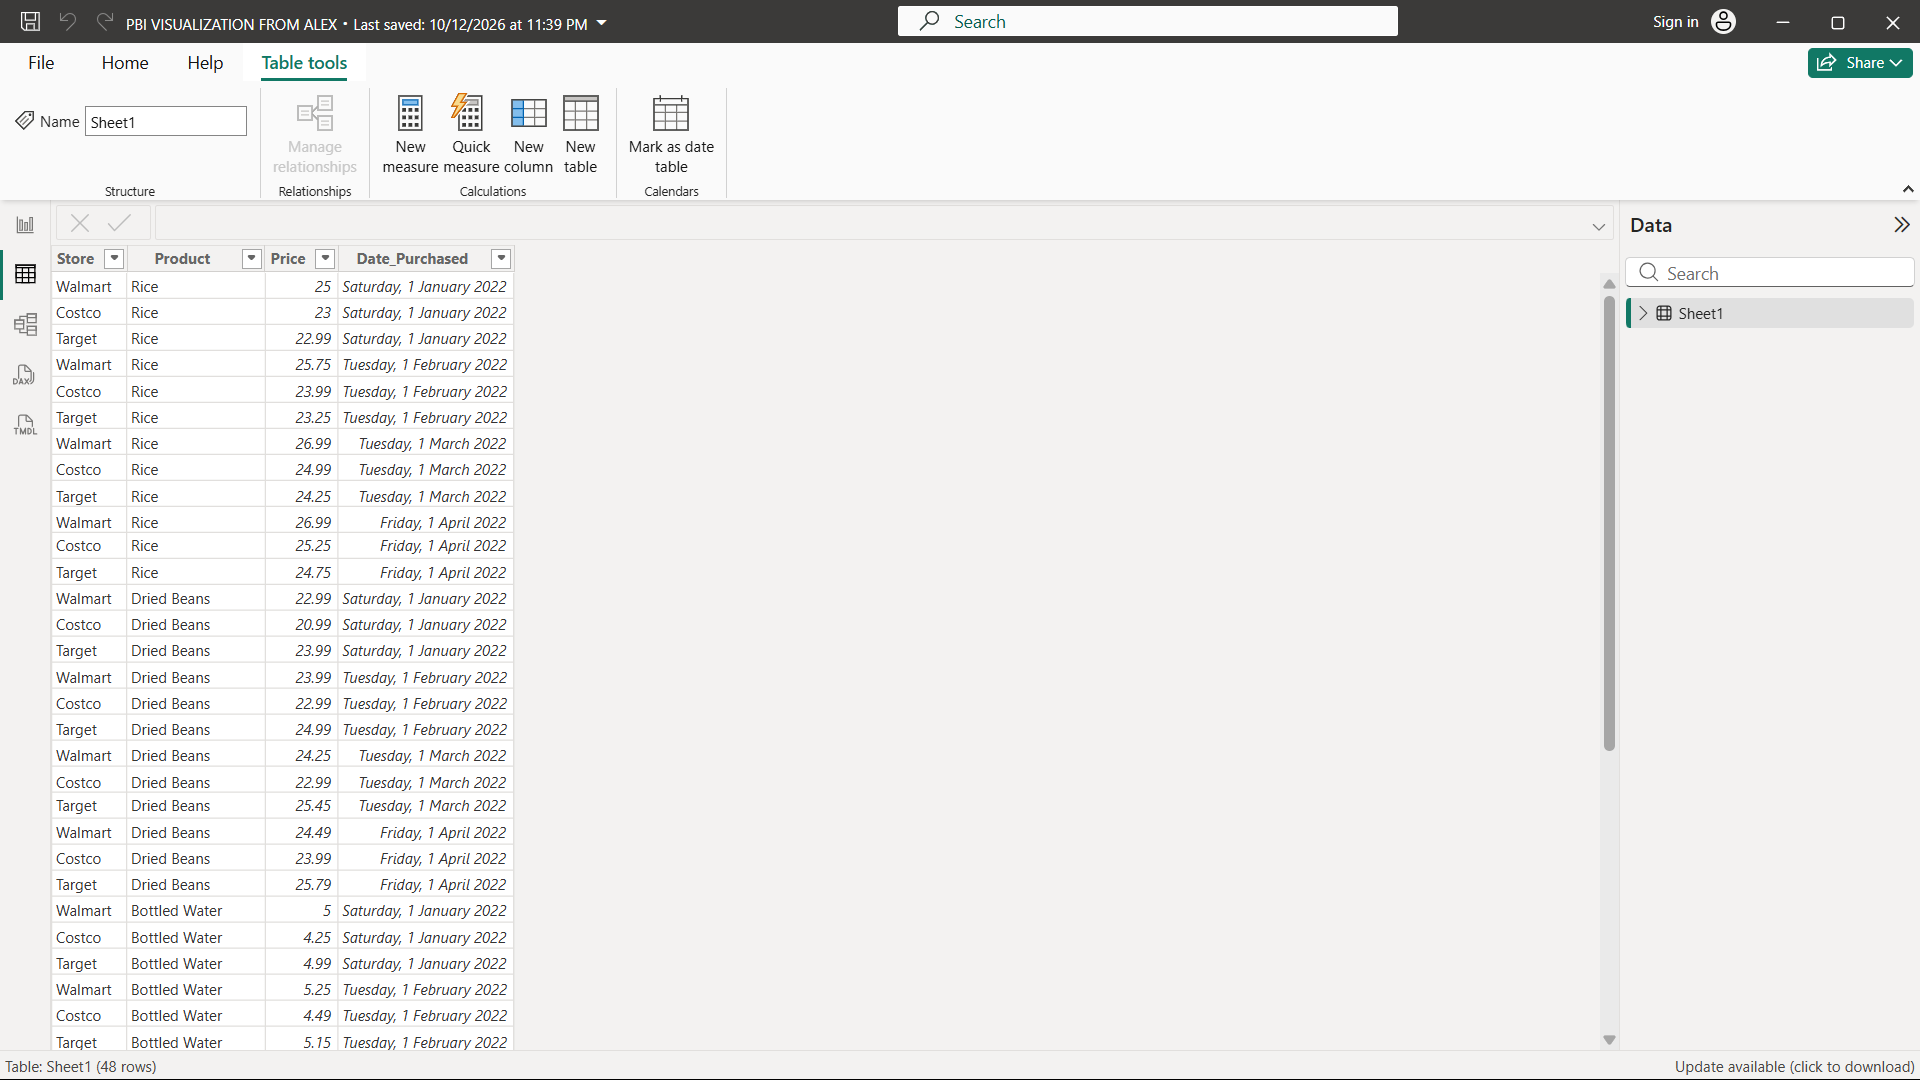 PBI VISUALIZATION FROM ALEX • Last saved: 10/12/2026 at 11:39 PM
Search
Sign in
File Home Help Table tools
Share
Name Sheet1
Manage relationships
New measure
Quick measure
New column
New table
Mark as date table
Structure
Relationships
Calculations
Calendars
DAX
TMDL
Data
Search
Sheet1
Store Product Price Date_Purchased
Walmart Rice 25 Saturday, 1 January 2022
Costco Rice 23 Saturday, 1 January 2022
Target Rice 22.99 Saturday, 1 January 2022
Walmart Rice 25.75 Tuesday, 1 February 2022
Costco Rice 23.99 Tuesday, 1 February 2022
Target Rice 23.25 Tuesday, 1 February 2022
Walmart Rice 26.99 Tuesday, 1 March 2022
Costco Rice 24.99 Tuesday, 1 March 2022
Target Rice 24.25 Tuesday, 1 March 2022
Walmart Rice 26.99 Friday, 1 April 2022
Costco Rice 25.25 Friday, 1 April 2022
Target Rice 24.75 Friday, 1 April 2022
Walmart Dried Beans 22.99 Saturday, 1 January 2022
Costco Dried Beans 20.99 Saturday, 1 January 2022
Target Dried Beans 23.99 Saturday, 1 January 2022
Walmart Dried Beans 23.99 Tuesday, 1 February 2022
Costco Dried Beans 22.99 Tuesday, 1 February 2022
Target Dried Beans 24.99 Tuesday, 1 February 2022
Walmart Dried Beans 24.25 Tuesday, 1 March 2022
Costco Dried Beans 22.99 Tuesday, 1 March 2022
Target Dried Beans 25.45 Tuesday, 1 March 2022
Walmart Dried Beans 24.49 Friday, 1 April 2022
Costco Dried Beans 23.99 Friday, 1 April 2022
Target Dried Beans 25.79 Friday, 1 April 2022
Walmart Bottled Water 5 Saturday, 1 January 2022
Costco Bottled Water 4.25 Saturday, 1 January 2022
Target Bottled Water 4.99 Saturday, 1 January 2022
Walmart Bottled Water 5.25 Tuesday, 1 February 2022
Costco Bottled Water 4.49 Tuesday, 1 February 2022
Target Bottled Water 5.15 Tuesday, 1 February 2022
Table: Sheet1 (48 rows)
Update available (click to download)